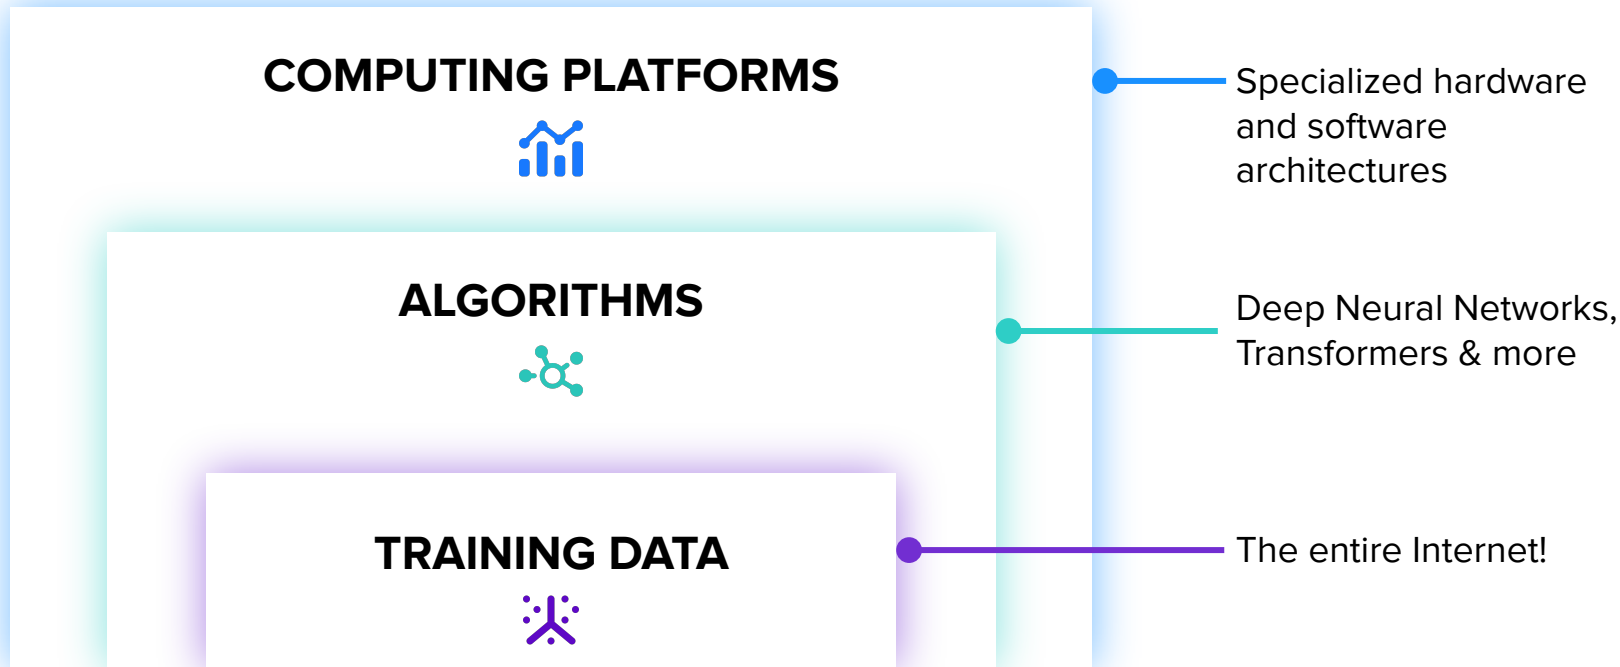 COMPUTING PLATFORMS
Specialized hardware
and software
architectures
ALGORITHMS
Deep Neural Networks,
Transformers & more
TRAINING DATA
The entire Internet!